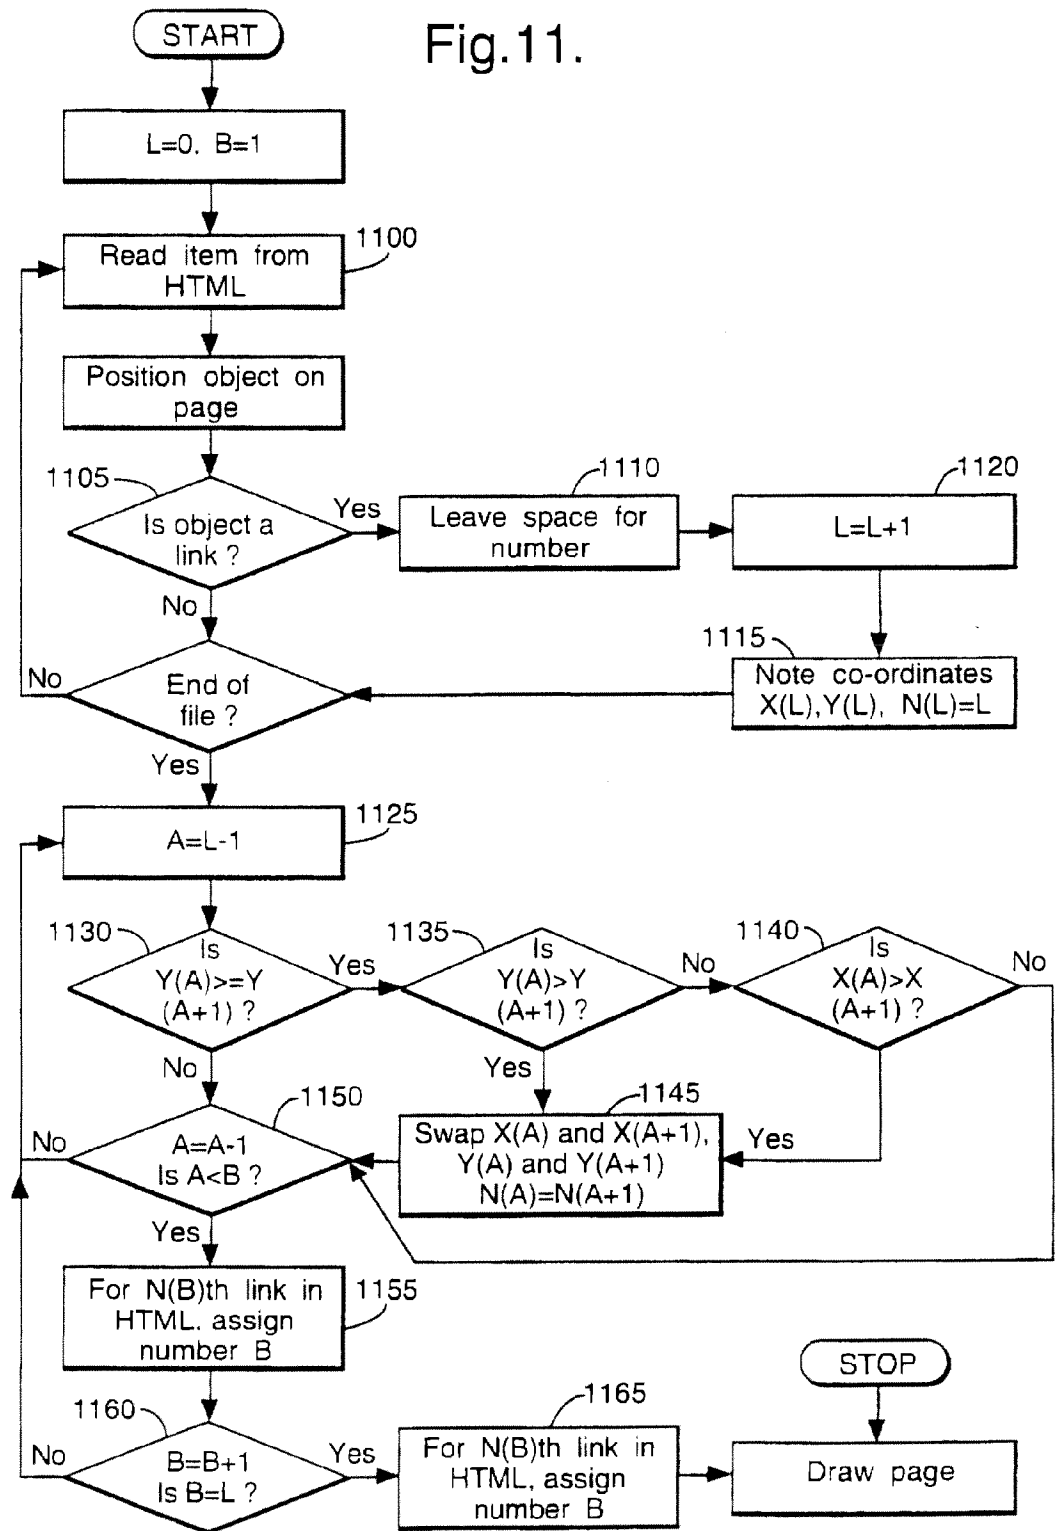 START
Fig.11.
L=0. B=1
1100
Read item from
HTML
Position object on
page
1105
Is object a
link ?
Yes
No
1110
Leave space for
number
1120
L=L+1
1115
Note co-ordinates
X(L),Y(L), N(L)=L
End of
file ?
No
Yes
1125
A=L-1
1130
Is
Y(A)>=Y
(A+1) ?
Yes
No
1135
Is
Y(A)>Y
(A+1) ?
No
Yes
1140
Is
X(A)>X
(A+1) ?
No
Yes
1145
Swap X(A) and X(A+1),
Y(A) and Y(A+1)
N(A)=N(A+1)
1150
A=A-1
Is A<B ?
No
Yes
1155
For N(B)th link in
HTML. assign
number B
1160
B=B+1
Is B=L ?
No
Yes
1165
For N(B)th link in
HTML, assign
number B
STOP
Draw page